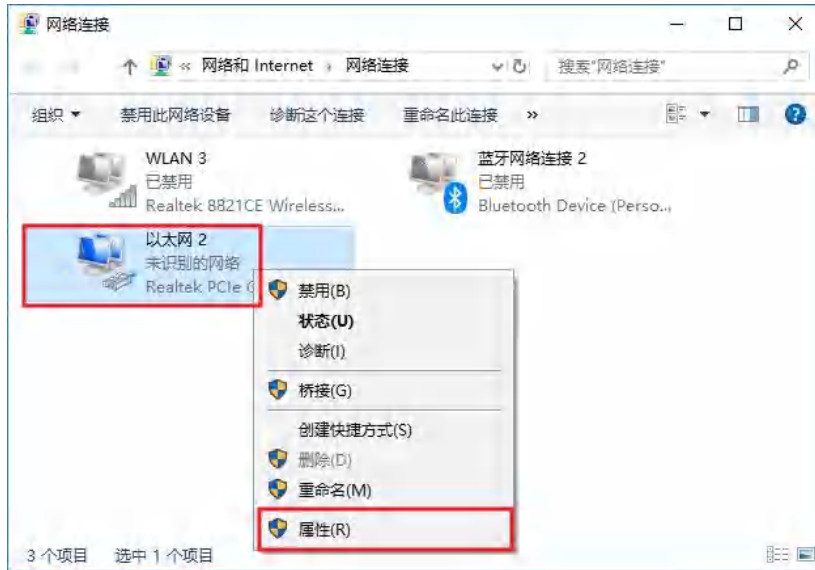 网络连接
« 网络和 Internet › 网络连接
搜索"网络连接"
组织
禁用此网络设备
诊断这个连接
重命名此连接
»
WLAN 3
已禁用
Realtek 8821CE Wireless...
蓝牙网络连接 2
已禁用
Bluetooth Device (Perso...
以太网 2
未识别的网络
Realtek PCIe
禁用(B)
状态(U)
诊断(I)
桥接(G)
创建快捷方式(S)
删除(D)
重命名(M)
属性(R)
3 个项目
选中 1 个项目